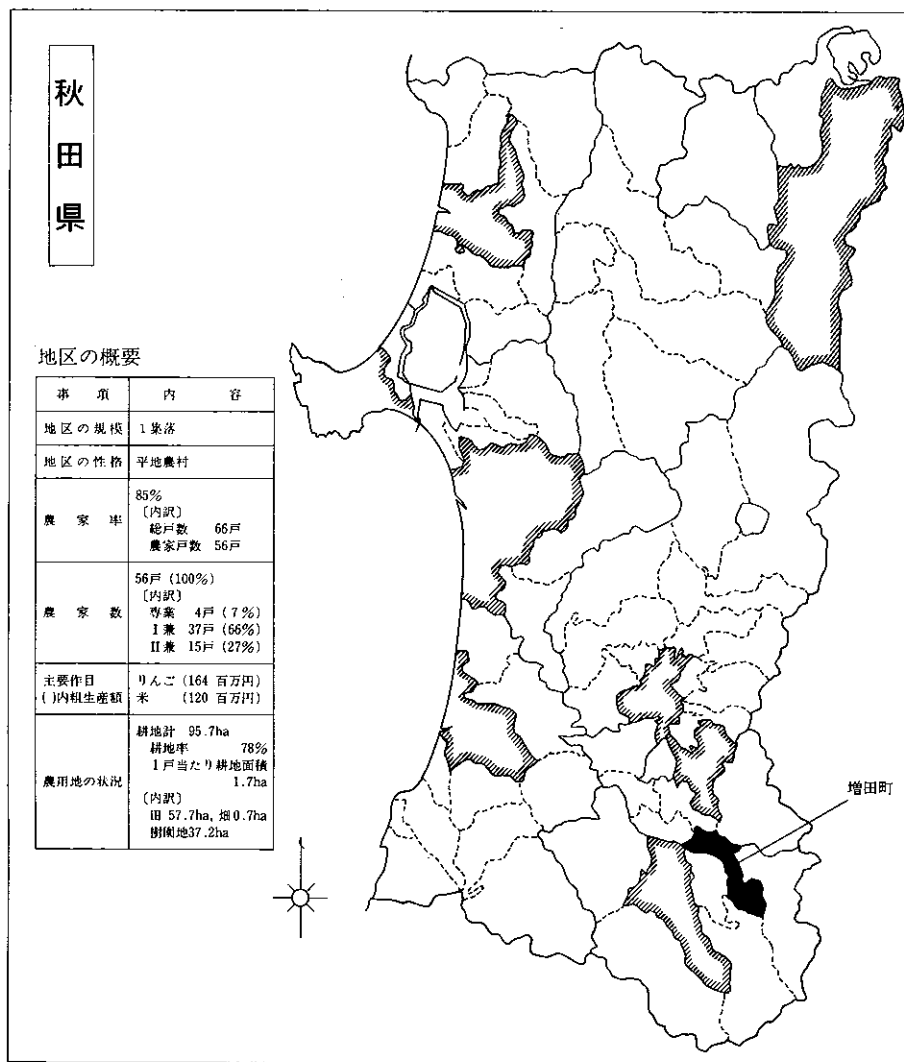 秋田県
地区の概要
事項 内容
地区の規模 1集落
地区の性格 平地農村
農家率 85%
〔内訳〕
総戸数 66戸
農家戸数 56戸
農家数 56戸 (100%)
〔内訳〕
専業 4戸 (7%)
I兼 37戸 (66%)
II兼 15戸 (27%)
主要作目 りんご (164 百万円)
( )内粗生産額 米 (120 百万円)
農用地の状況 耕地計 95.7ha
耕地率 78%
1戸当たり耕地面積
1.7ha
〔内訳〕
田 57.7ha, 畑0.7ha
樹園地37.2ha
増田町